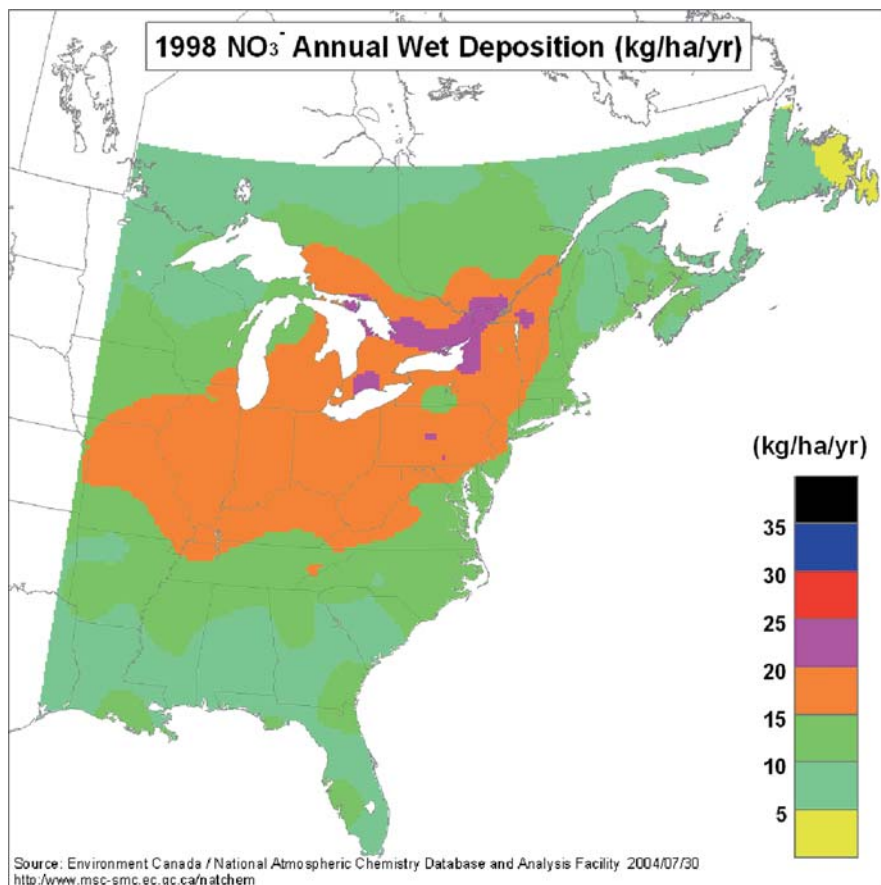 1998 NO₃⁻ Annual Wet Deposition (kg/ha/yr)
(kg/ha/yr)
35
30
25
20
15
10
5
Source: Environment Canada / National Atmospheric Chemistry Database and Analysis Facility 2004/07/30
http:/www.msc-smc.ec.gc.ca/natchem